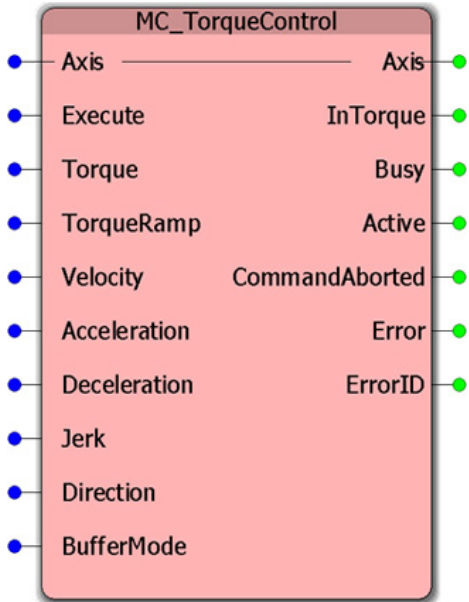 MC_TorqueControl
Axis Axis
Execute InTorque
Torque Busy
TorqueRamp Active
Velocity CommandAborted
Acceleration Error
Deceleration ErrorID
Jerk
Direction
BufferMode